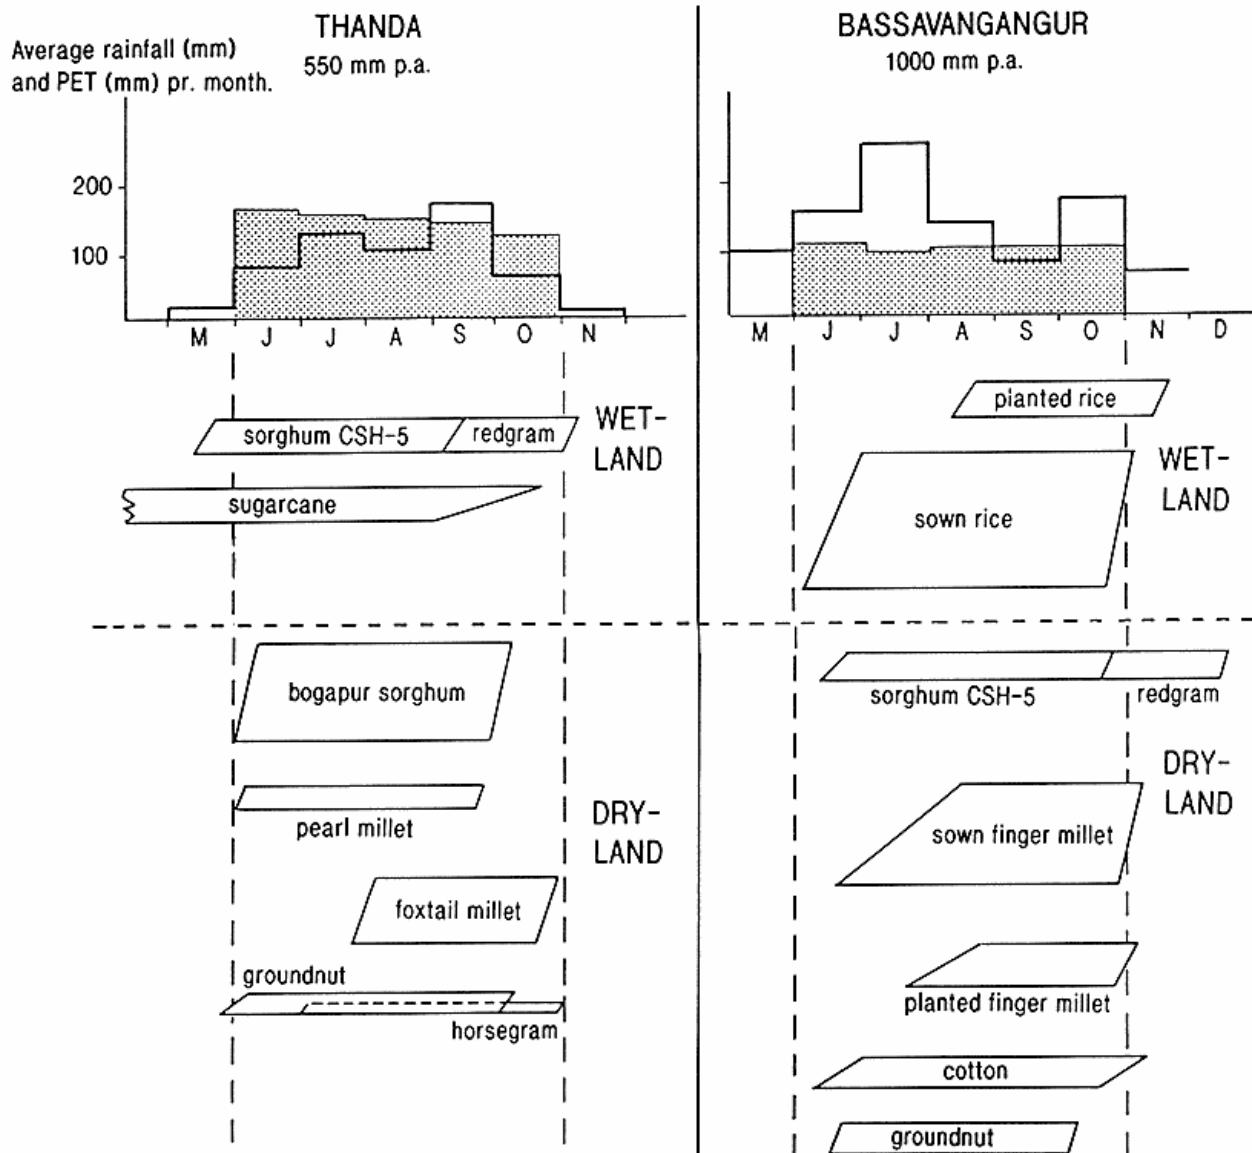 THANDA
550 mm p.a.
Average rainfall (mm)
and PET (mm) pr. month.
200
100
M J J A S O N
WET-
LAND
sorghum CSH-5 redgram
sugarcane
bogapur sorghum
pearl millet
DRY-
LAND
foxtail millet
groundnut
horsegram
BASSAVANGANGUR
1000 mm p.a.
M J J A S O N D
planted rice
WET-
LAND
sown rice
sorghum CSH-5 redgram
DRY-
LAND
sown finger millet
planted finger millet
cotton
groundnut